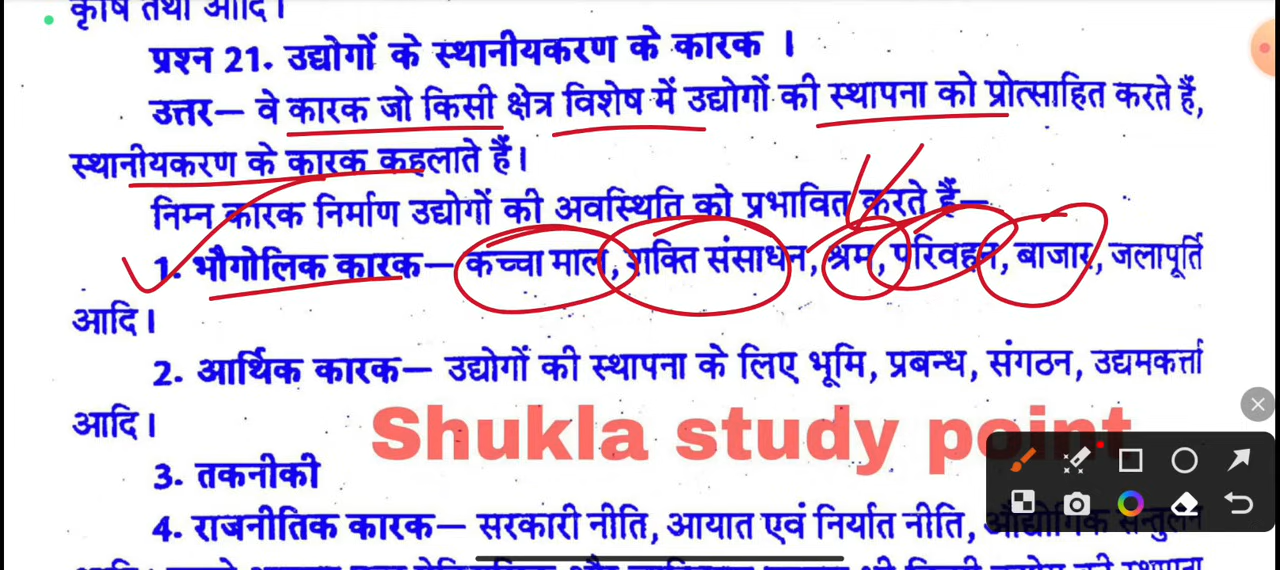 कृषि तथा आदि।
प्रश्न 21. उद्योगों के स्थानीयकरण के कारक ।
उत्तर– वे कारक जो किसी क्षेत्र विशेष में उद्योगों की स्थापना को प्रोत्साहित करते हैं,
स्थानीयकरण के कारक कहलाते हैं।
निम्न कारक निर्माण उद्योगों की अवस्थिति को प्रभावित करते हैं–
1. भौगोलिक कारक– कच्चा माल, शक्ति संसाधन, श्रम, परिवहन, बाजार, जलापूर्ति
आदि।
2. आर्थिक कारक– उद्योगों की स्थापना के लिए भूमि, प्रबन्ध, संगठन, उद्यमकर्त्ता
आदि।
Shukla study point
3. तकनीकी
4. राजनीतिक कारक– सरकारी नीति, आयात एवं निर्यात नीति, औद्योगिक सन्तुलन